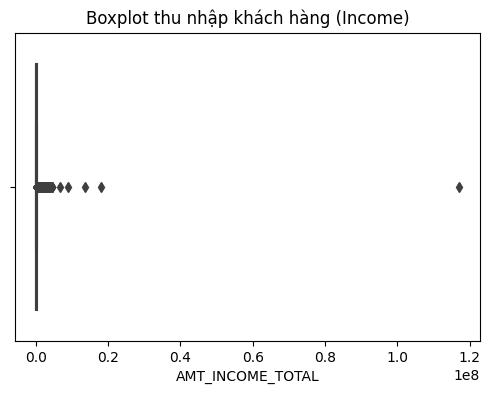 Boxplot thu nhập khách hàng (Income)
0.0 0.2 0.4 0.6 0.8 1.0 1.2
1e8
AMT_INCOME_TOTAL